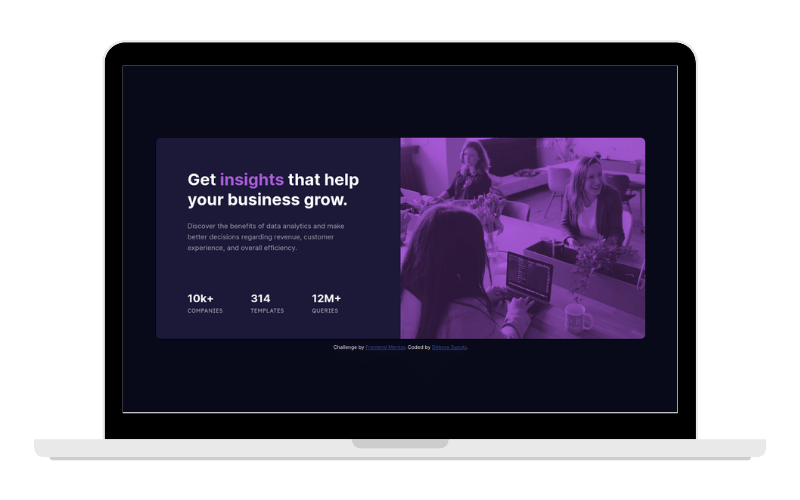 Get insights that help
your business grow.
Discover the benefits of data analytics and make
better decisions regarding revenue, customer
experience, and overall efficiency.
10k+ 314 12M+
COMPANIES TEMPLATES QUERIES
Challenge by Frontend Mentor. Coded by